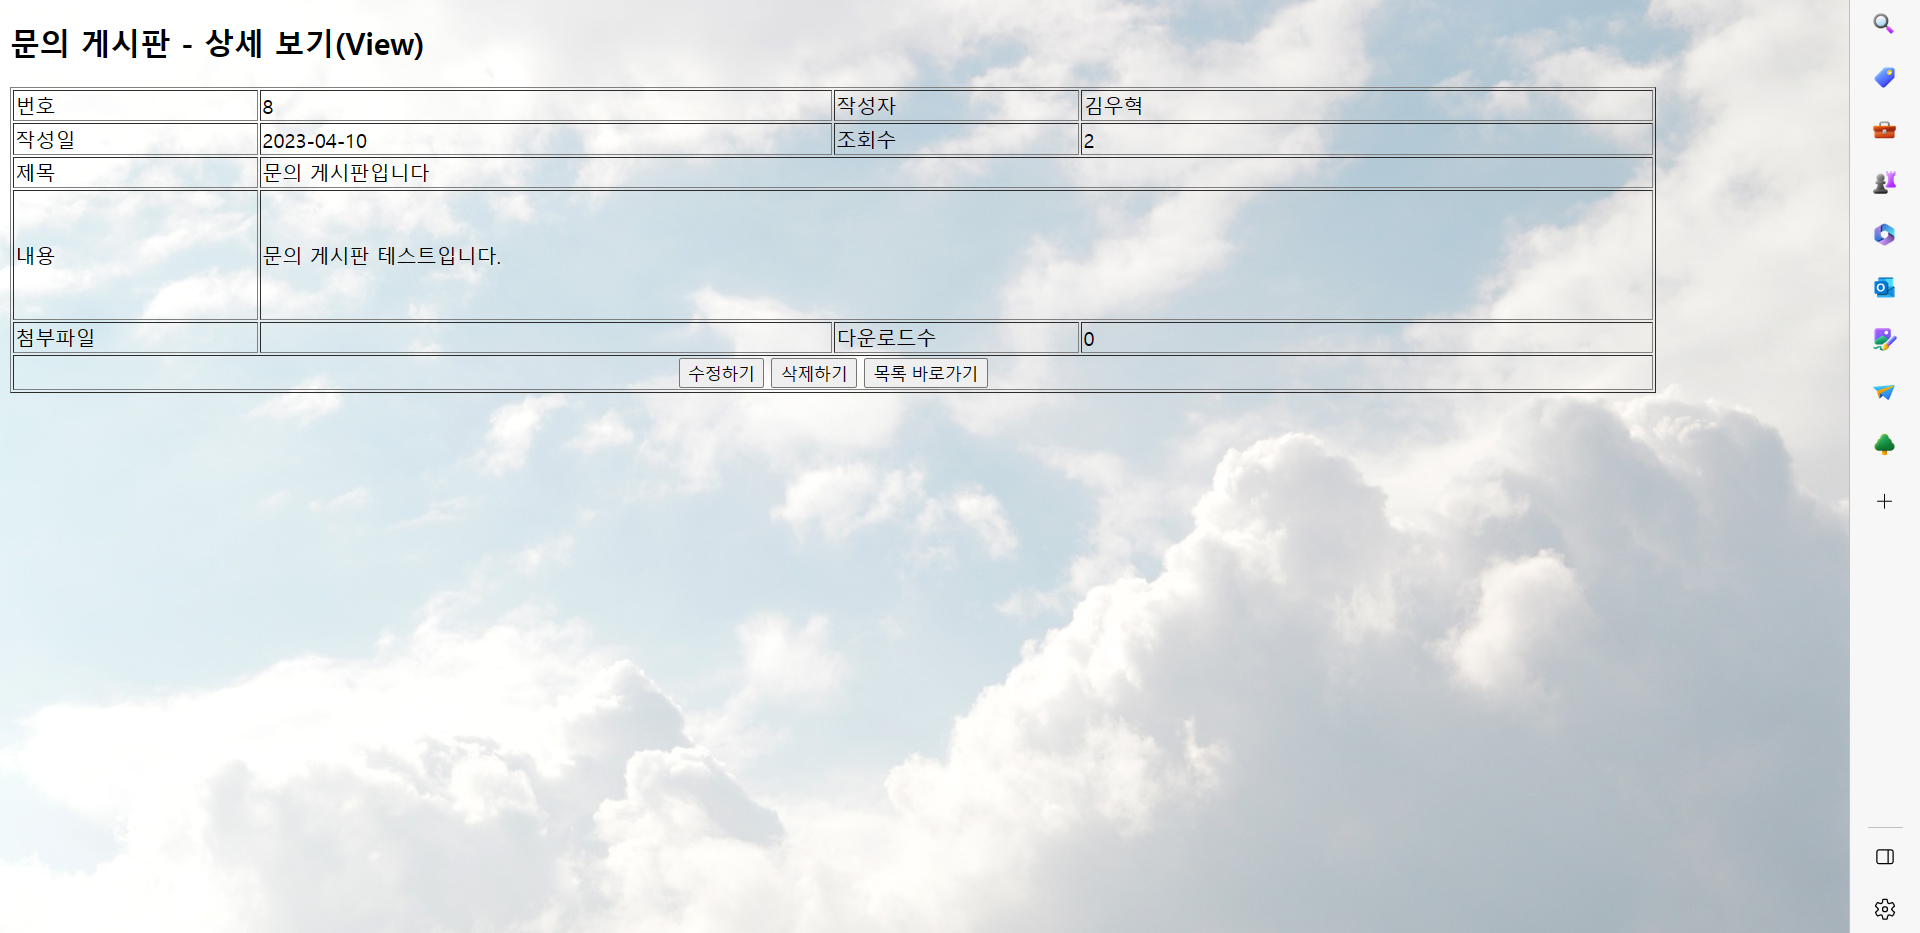 문의 게시판 - 상세 보기(View)
번호 8 작성자 김우혁
작성일 2023-04-10 조회수 2
제목 문의 게시판입니다
내용 문의 게시판 테스트입니다.
첨부파일 다운로드수 0
수정하기 삭제하기 목록 바로가기